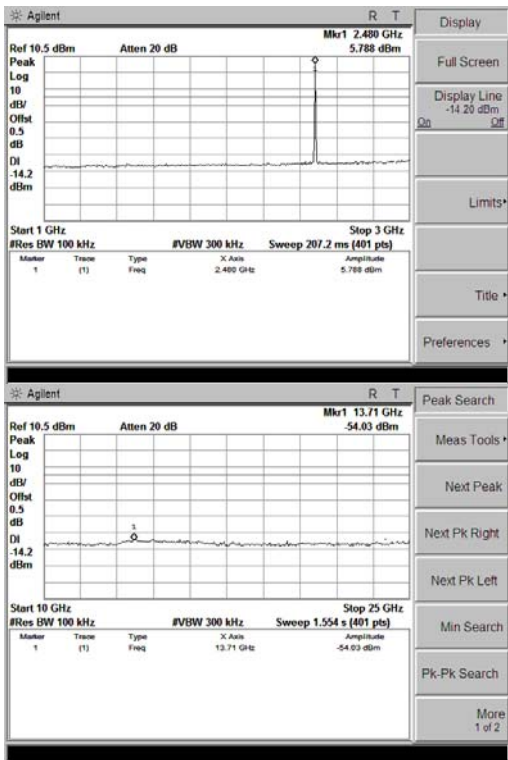 Agilent R T
Mkr1 2.480 GHz
Ref 10.5 dBm Atten 20 dB 5.788 dBm
Peak
Log
10
dB/
Offst
0.5
dB
DI
-14.2
dBm
1
Start 1 GHz Stop 3 GHz
#Res BW 100 kHz #VBW 300 kHz Sweep 207.2 ms (401 pts)
Marker Trace Type X Axis Amplitude
1 (1) Freq 2.480 GHz 5.788 dBm
Display
Full Screen
Display Line
-14.20 dBm
On Off
Limits
Title
Preferences
Agilent R T
Mkr1 13.71 GHz
Ref 10.5 dBm Atten 20 dB -54.03 dBm
Peak
Log
10
dB/
Offst
0.5
dB
DI
-14.2
dBm
1
Start 10 GHz Stop 25 GHz
#Res BW 100 kHz #VBW 300 kHz Sweep 1.554 s (401 pts)
Marker Trace Type X Axis Amplitude
1 (1) Freq 13.71 GHz -54.03 dBm
Peak Search
Meas Tools
Next Peak
Next Pk Right
Next Pk Left
Min Search
Pk-Pk Search
More
1 of 2